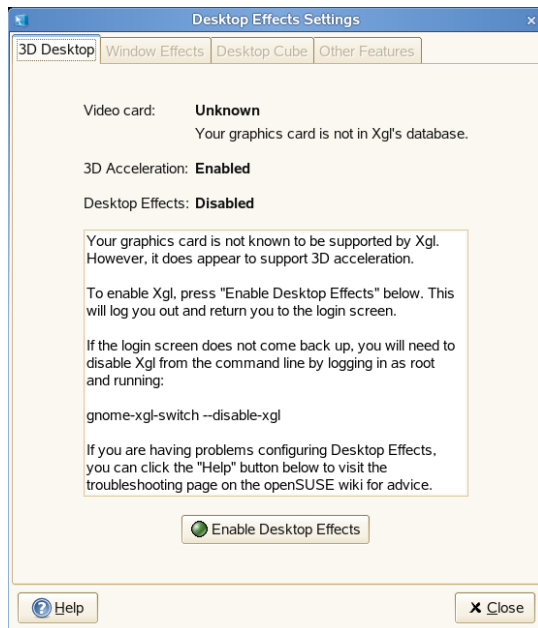 Desktop Effects Settings
3D Desktop Window Effects Desktop Cube Other Features
Video card: Unknown
Your graphics card is not in Xgl's database.
3D Acceleration: Enabled
Desktop Effects: Disabled
Your graphics card is not known to be supported by Xgl.
However, it does appear to support 3D acceleration.
To enable Xgl, press "Enable Desktop Effects" below. This
will log you out and return you to the login screen.
If the login screen does not come back up, you will need to
disable Xgl from the command line by logging in as root
and running:
gnome-xgl-switch --disable-xgl
If you are having problems configuring Desktop Effects,
you can click the "Help" button below to visit the
troubleshooting page on the openSUSE wiki for advice.
Enable Desktop Effects
Help Close